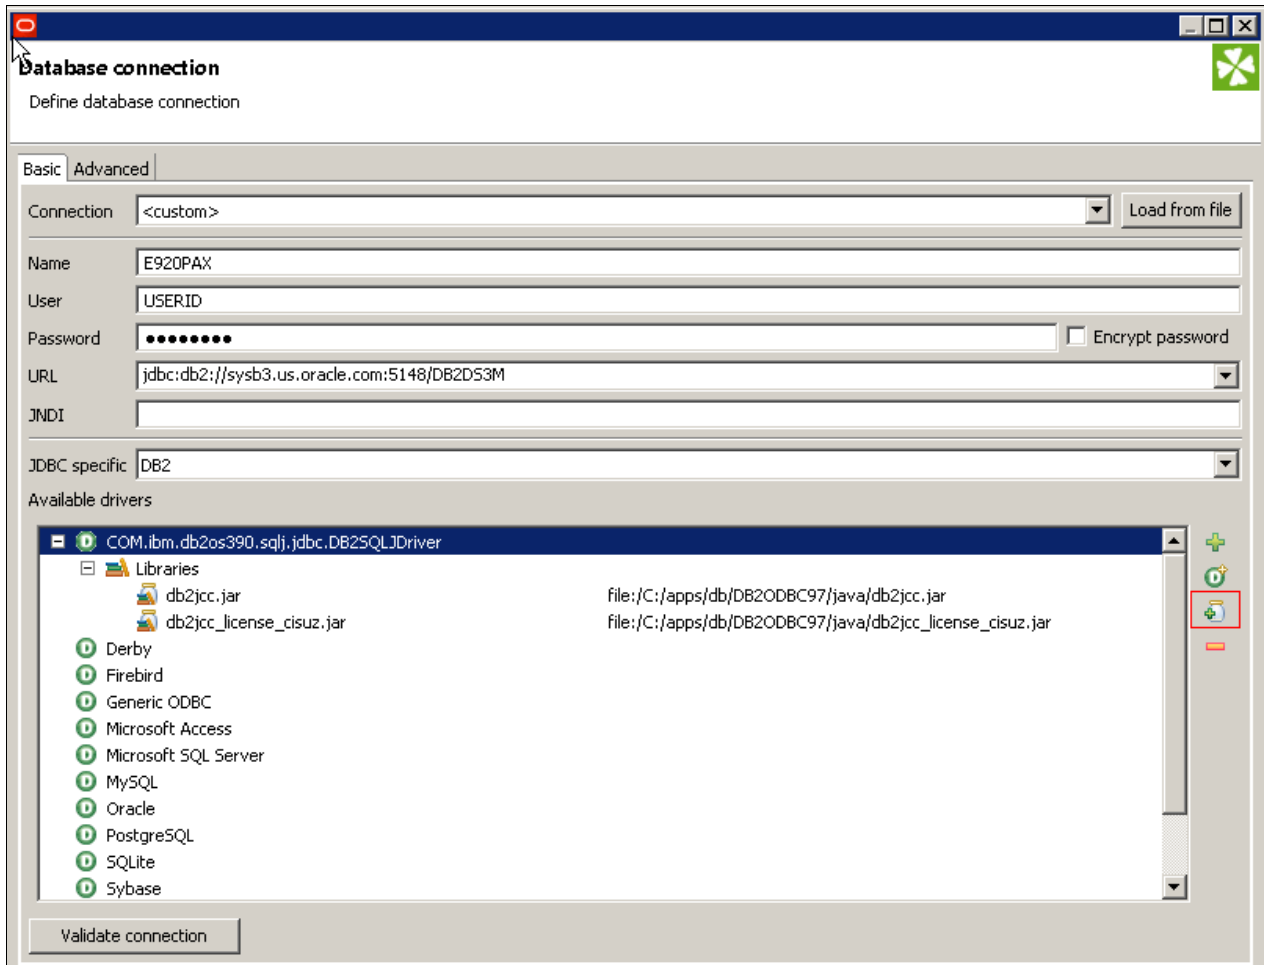 Database connection
Define database connection
Basic Advanced
Connection <custom> Load from file
Name E920PAX
User USERID
Password ●●●●●●●● Encrypt password
URL jdbc:db2://sysb3.us.oracle.com:5148/DB2DS3M
JNDI
JDBC specific DB2
Available drivers
COM.ibm.db2os390.sqlj.jdbc.DB2SQLJDriver
Libraries
db2jcc.jar file:/C:/apps/db/DB2ODBC97/java/db2jcc.jar
db2jcc_license_cisuz.jar file:/C:/apps/db/DB2ODBC97/java/db2jcc_license_cisuz.jar
Derby
Firebird
Generic ODBC
Microsoft Access
Microsoft SQL Server
MySQL
Oracle
PostgreSQL
SQLite
Sybase
Validate connection